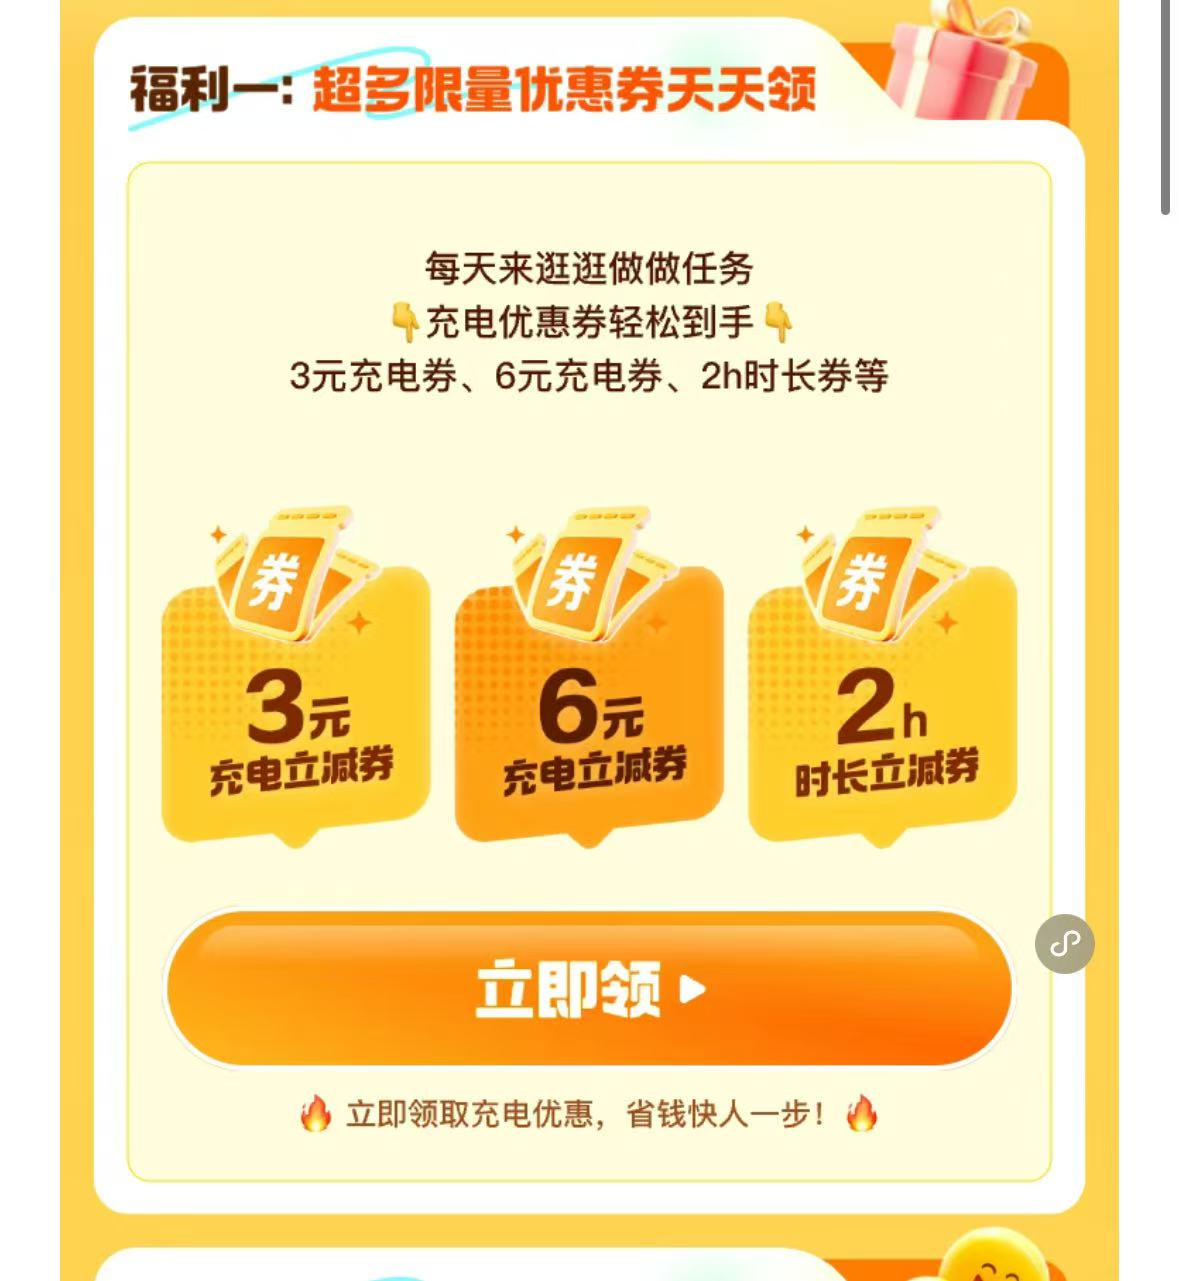 福利一：超多限量优惠券天天领
每天来逛逛做做任务
👇充电优惠券轻松到手👇
3元充电券、6元充电券、2h时长券等
券
3元
充电立减券
券
6元
充电立减券
券
2h
时长立减券
立即领
🔥 立即领取充电优惠，省钱快人一步！🔥